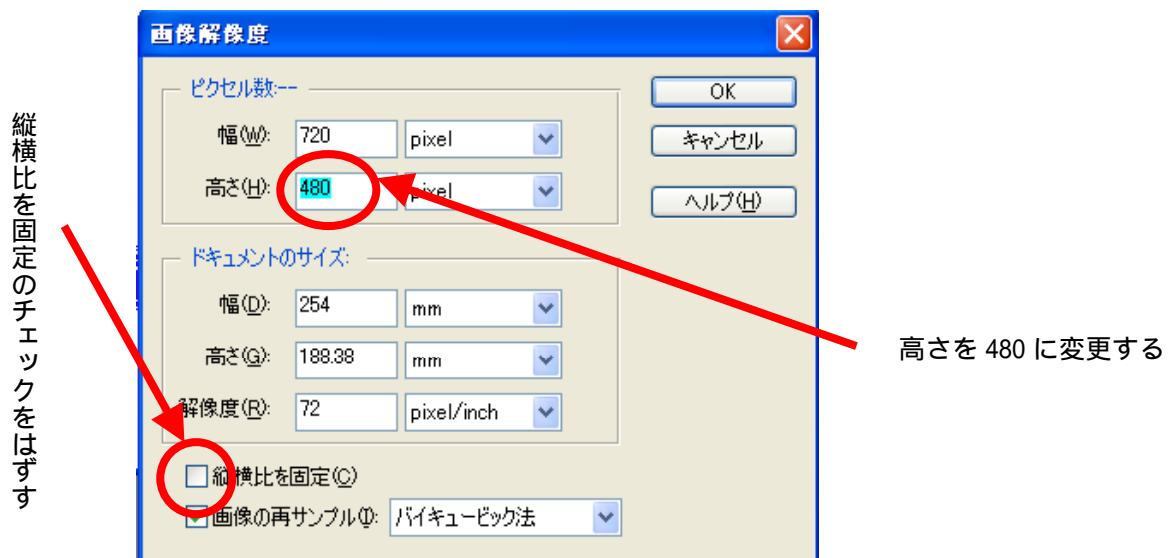 画像解像度
ピクセル数:--
幅(W): 720 pixel
高さ(H): 480 pixel
ドキュメントのサイズ:
幅(D): 254 mm
高さ(G): 188.38 mm
解像度(R): 72 pixel/inch
縦横比を固定(C)
画像の再サンプル(I): バイキュービック法
OK
キャンセル
ヘルプ(H)
縦横比を固定のチェックをはずす
高さを 480 に変更する